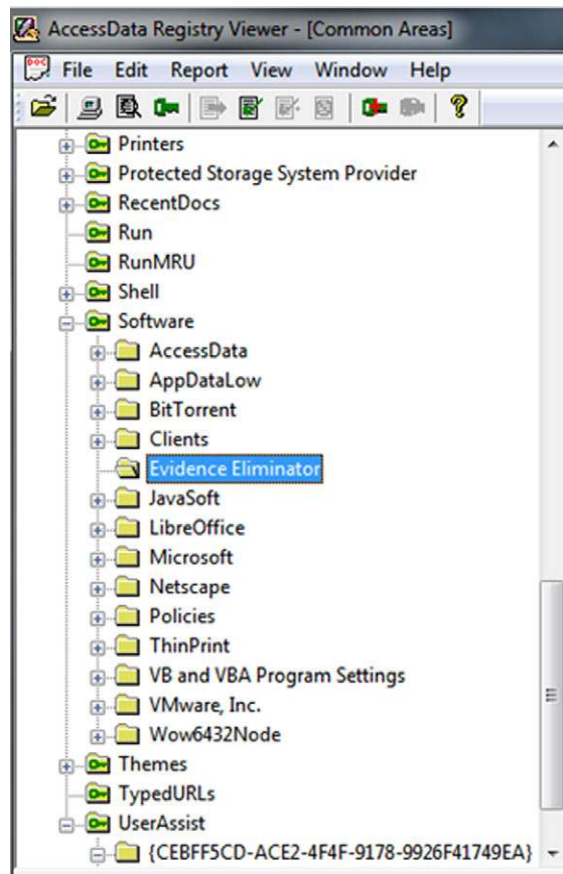 AccessData Registry Viewer - [Common Areas]
File Edit Report View Window Help
Printers
Protected Storage System Provider
RecentDocs
Run
RunMRU
Shell
Software
AccessData
AppDataLow
BitTorrent
Clients
Evidence Eliminator
JavaSoft
LibreOffice
Microsoft
Netscape
Policies
ThinPrint
VB and VBA Program Settings
VMware, Inc.
Wow6432Node
Themes
TypedURLs
UserAssist
{CEBFF5CD-ACE2-4F4F-9178-9926F41749EA}